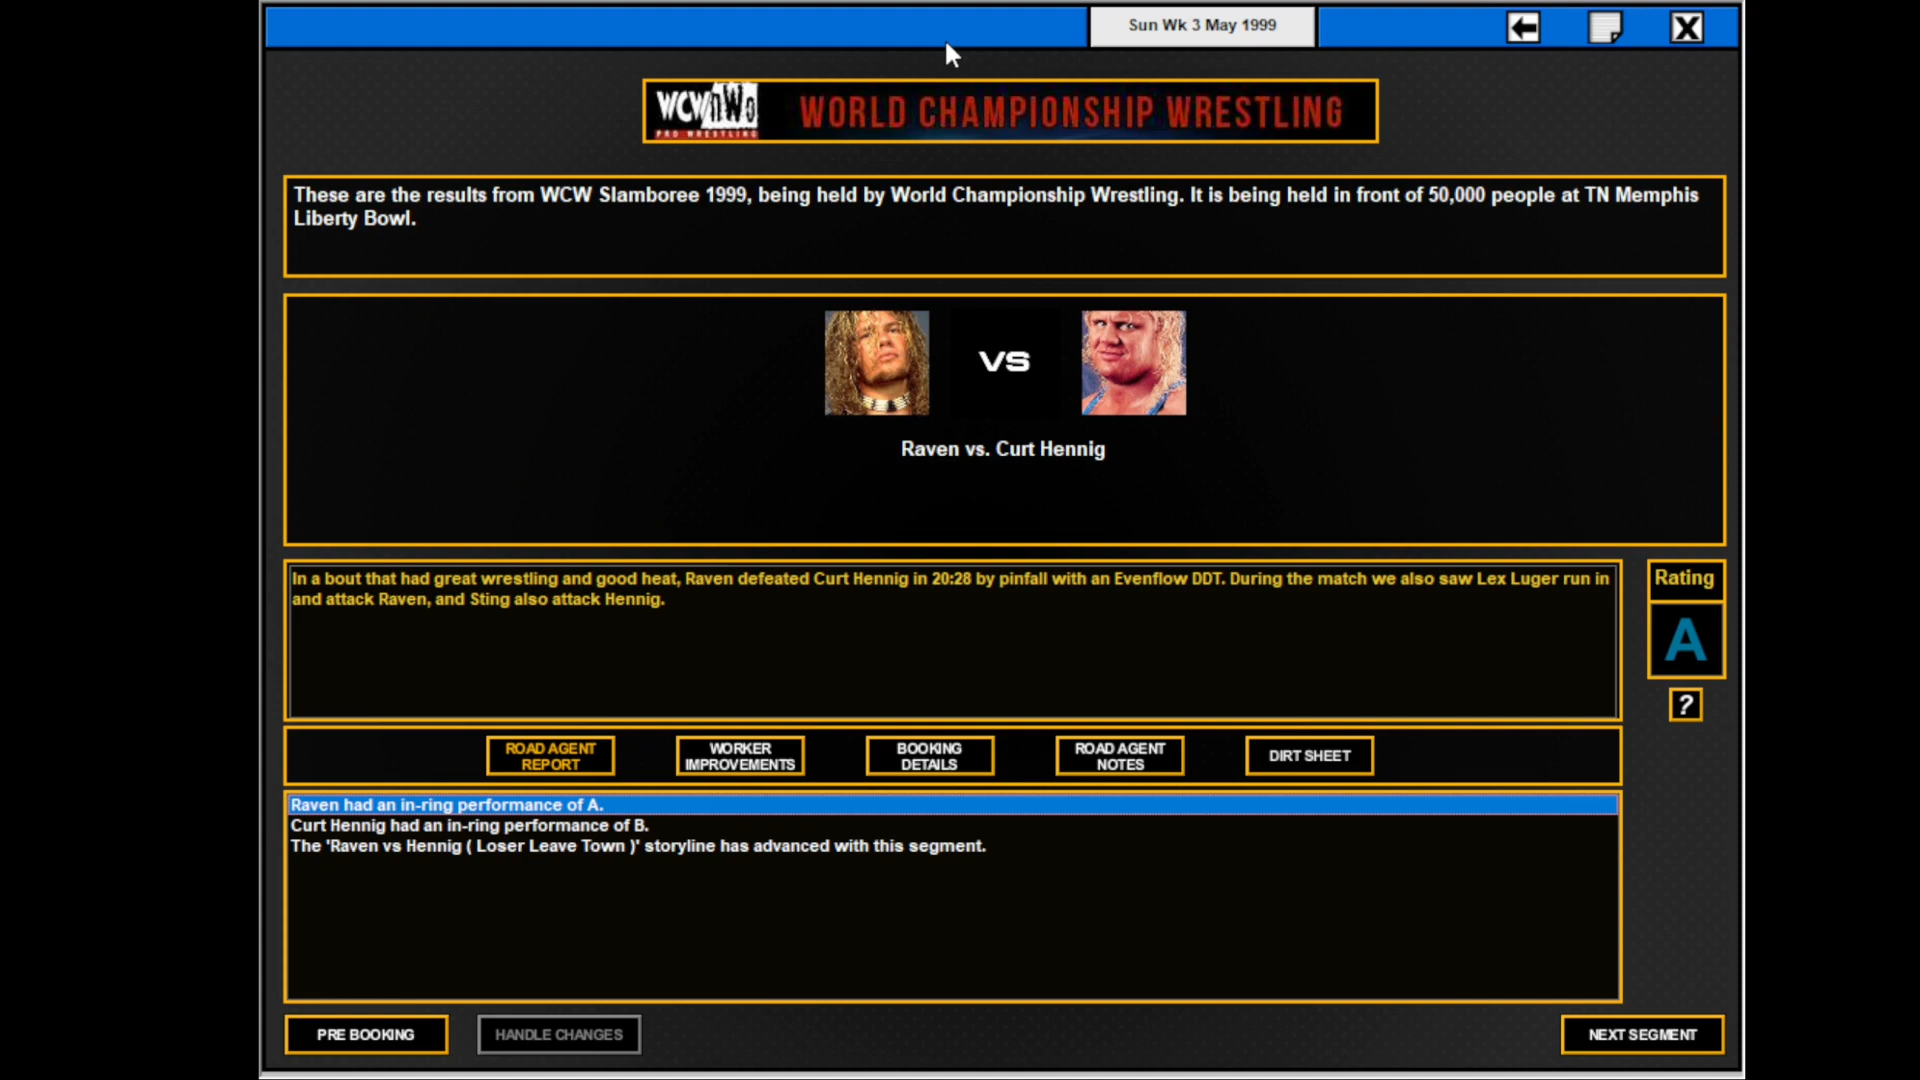 Sun Wk 3 May 1999
WCW nWo
PRO WRESTLING
WORLD CHAMPIONSHIP WRESTLING
These are the results from WCW Slamboree 1999, being held by World Championship Wrestling. It is being held in front of 50,000 people at TN Memphis
Liberty Bowl.
VS
Raven vs. Curt Hennig
In a bout that had great wrestling and good heat, Raven defeated Curt Hennig in 20:28 by pinfall with an Evenflow DDT. During the match we also saw Lex Luger run in
and attack Raven, and Sting also attack Hennig.
Rating
A
?
ROAD AGENT
REPORT
WORKER
IMPROVEMENTS
BOOKING
DETAILS
ROAD AGENT
NOTES
DIRT SHEET
Raven had an in-ring performance of A.
Curt Hennig had an in-ring performance of B.
The 'Raven vs Hennig ( Loser Leave Town )' storyline has advanced with this segment.
PRE BOOKING
HANDLE CHANGES
NEXT SEGMENT